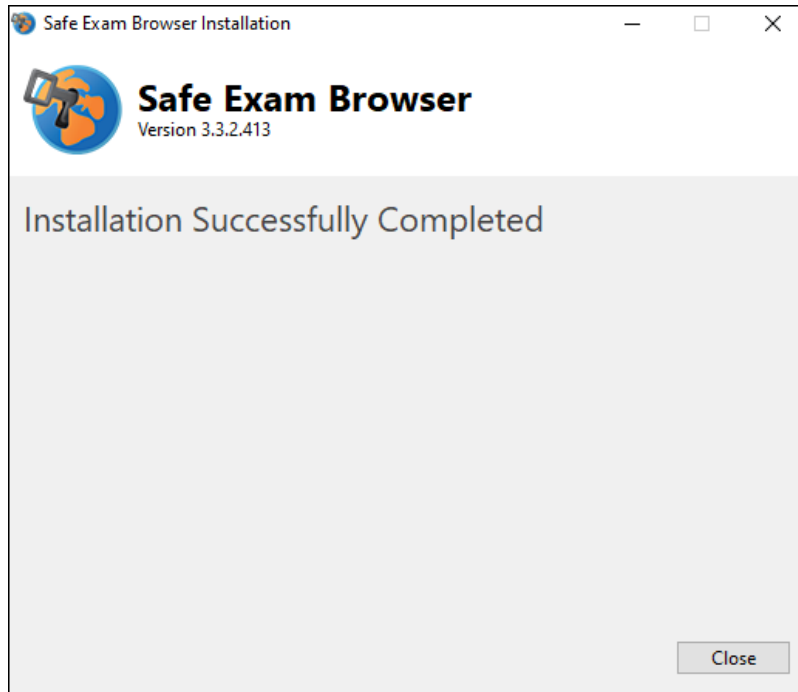 Safe Exam Browser Installation
Safe Exam Browser
Version 3.3.2.413
Installation Successfully Completed
Close